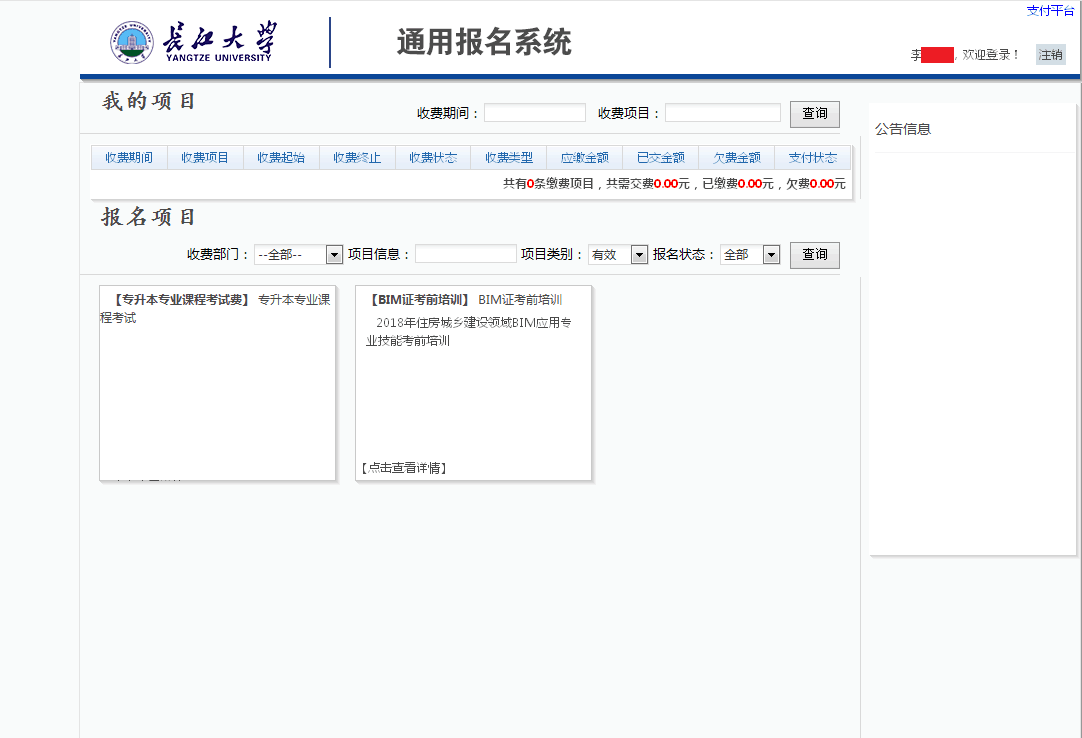 支付平台
长江大学
YANGTZE UNIVERSITY
通用报名系统
李 ，欢迎登录！ 注销
我的项目
收费期间： 收费项目： 查询
公告信息
收费期间 收费项目 收费起始 收费终止 收费状态 收费类型 应缴金额 已交金额 欠费金额 支付状态
共有0条缴费项目，共需交费0.00元，已缴费0.00元，欠费0.00元
报名项目
收费部门： --全部-- 项目信息： 项目类别： 有效 报名状态： 全部 查询
【专升本专业课程考试费】 专升本专业课
程考试
【BIM证考前培训】 BIM证考前培训
2018年住房城乡建设领域BIM应用专
业技能考前培训
【点击查看详情】